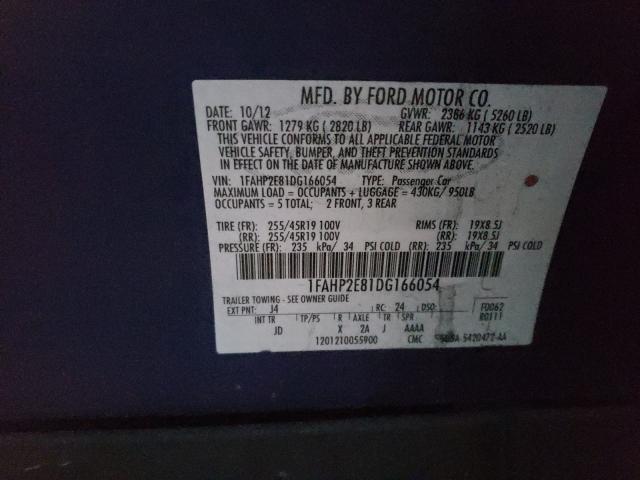 MFD. BY FORD MOTOR CO.
DATE: 10/12 GVWR: 2386 KG ( 5260 LB)
FRONT GAWR: 1279 KG ( 2820 LB) REAR GAWR: 1143 KG ( 2520 LB)
THIS VEHICLE CONFORMS TO ALL APPLICABLE FEDERAL MOTOR
VEHICLE SAFETY, BUMPER, AND THEFT PREVENTION STANDARDS
IN EFFECT ON THE DATE OF MANUFACTURE SHOWN ABOVE.
VIN: 1FAHP2E81DG166054 TYPE: Passenger Car
MAXIMUM LOAD = OCCUPANTS + LUGGAGE = 430KG/ 950LB
OCCUPANTS = 5 TOTAL; 2 FRONT, 3 REAR
TIRE (FR): 255/45R19 100V RIMS (FR): 19X8.5J
(RR): 255/45R19 100V (RR): 19X8.5J
PRESSURE (FR): 235 kPa/ 34 PSI COLD (RR): 235 kPa/ 34 PSI COLD
1FAHP2E81DG166054
TRAILER TOWING - SEE OWNER GUIDE
EXT PNT: J4 RC: 24 DSO: F0062
INT TR TP/PS R AXLE TR SPR R0111
JD X 2A J AAAA
1201210055900 CMC 5420472-AA